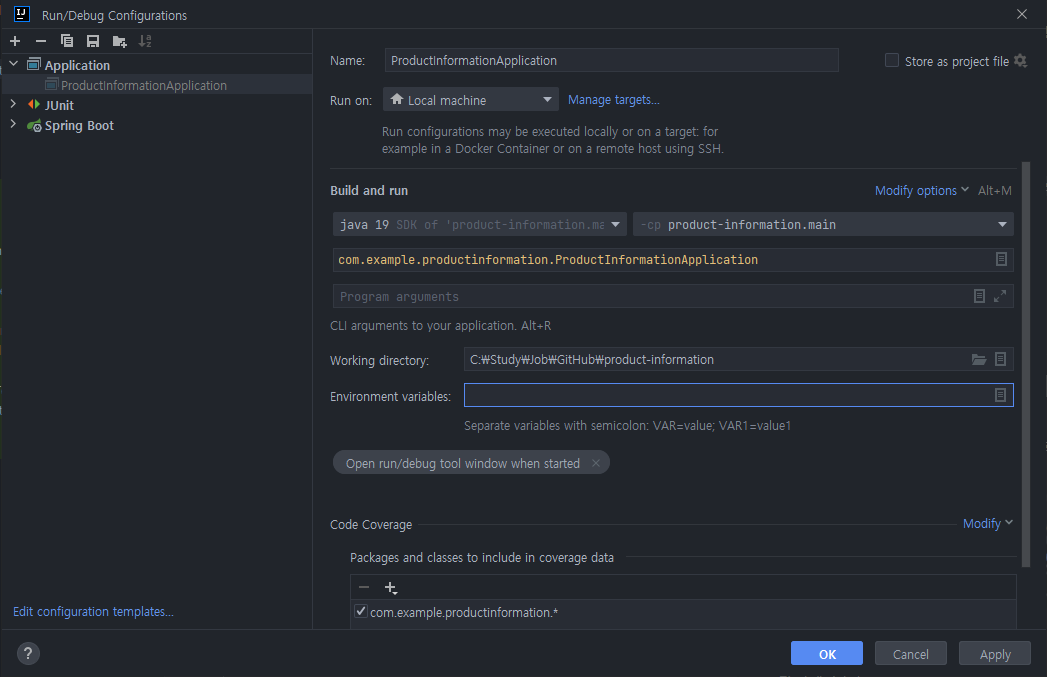 IJ
Run/Debug Configurations
Application
ProductInformationApplication
JUnit
Spring Boot
Edit configuration templates...
Name: ProductInformationApplication
Store as project file
Run on: Local machine
Manage targets...
Run configurations may be executed locally or on a target: for
example in a Docker Container or on a remote host using SSH.
Build and run
Modify options Alt+M
java 19 SDK of 'product-information.ma
-cp product-information.main
com.example.productinformation.ProductInformationApplication
Program arguments
CLI arguments to your application. Alt+R
Working directory: C:₩Study₩Job₩GitHub₩product-information
Environment variables:
Separate variables with semicolon: VAR=value; VAR1=value1
Open run/debug tool window when started
Code Coverage
Modify
Packages and classes to include in coverage data
com.example.productinformation.*
?
OK
Cancel
Apply